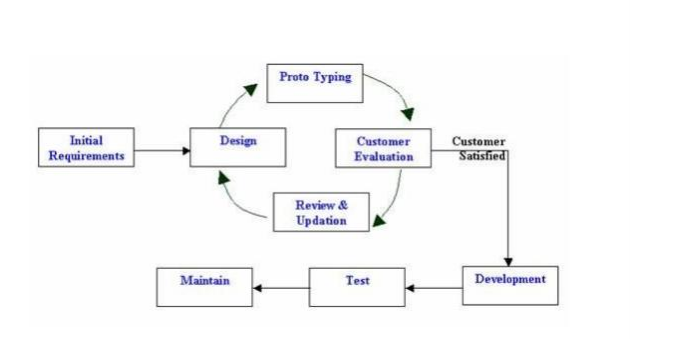 Proto Typing
Initial
Requirements
Design
Customer
Evaluation
Customer
Satisfied
Review &
Updation
Maintain
Test
Development